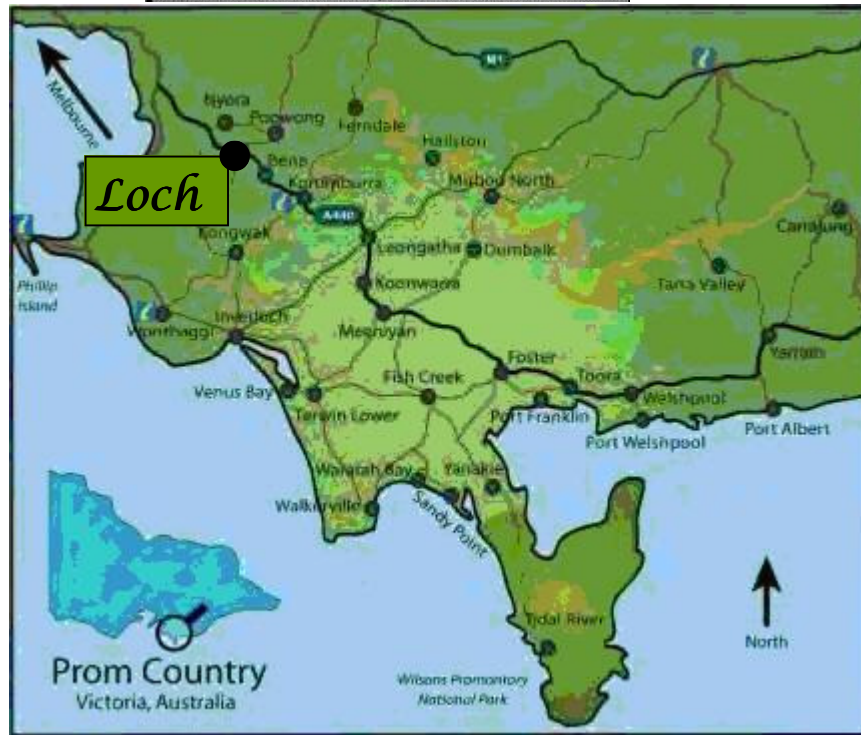 M1
Melbourne
Nyora
Poowong
Ferndale
Hallston
Loch
Bena
Korumburra
Mirboo North
A440
Kongwak
Leongatha
Dumbalk
Carrajung
Phillip
Island
Koonwarra
Tarra Valley
Wonthaggi
Inverloch
Meeniyan
Yarram
Foster
Toora
Venus Bay
Fish Creek
Welshpool
Tarwin Lower
Port Franklin
Port Albert
Port Welshpool
Waratah Bay
Yanakie
Walkerville
Sandy Point
Tidal River
North
Prom Country
Victoria, Australia
Wilsons Promontory
National Park